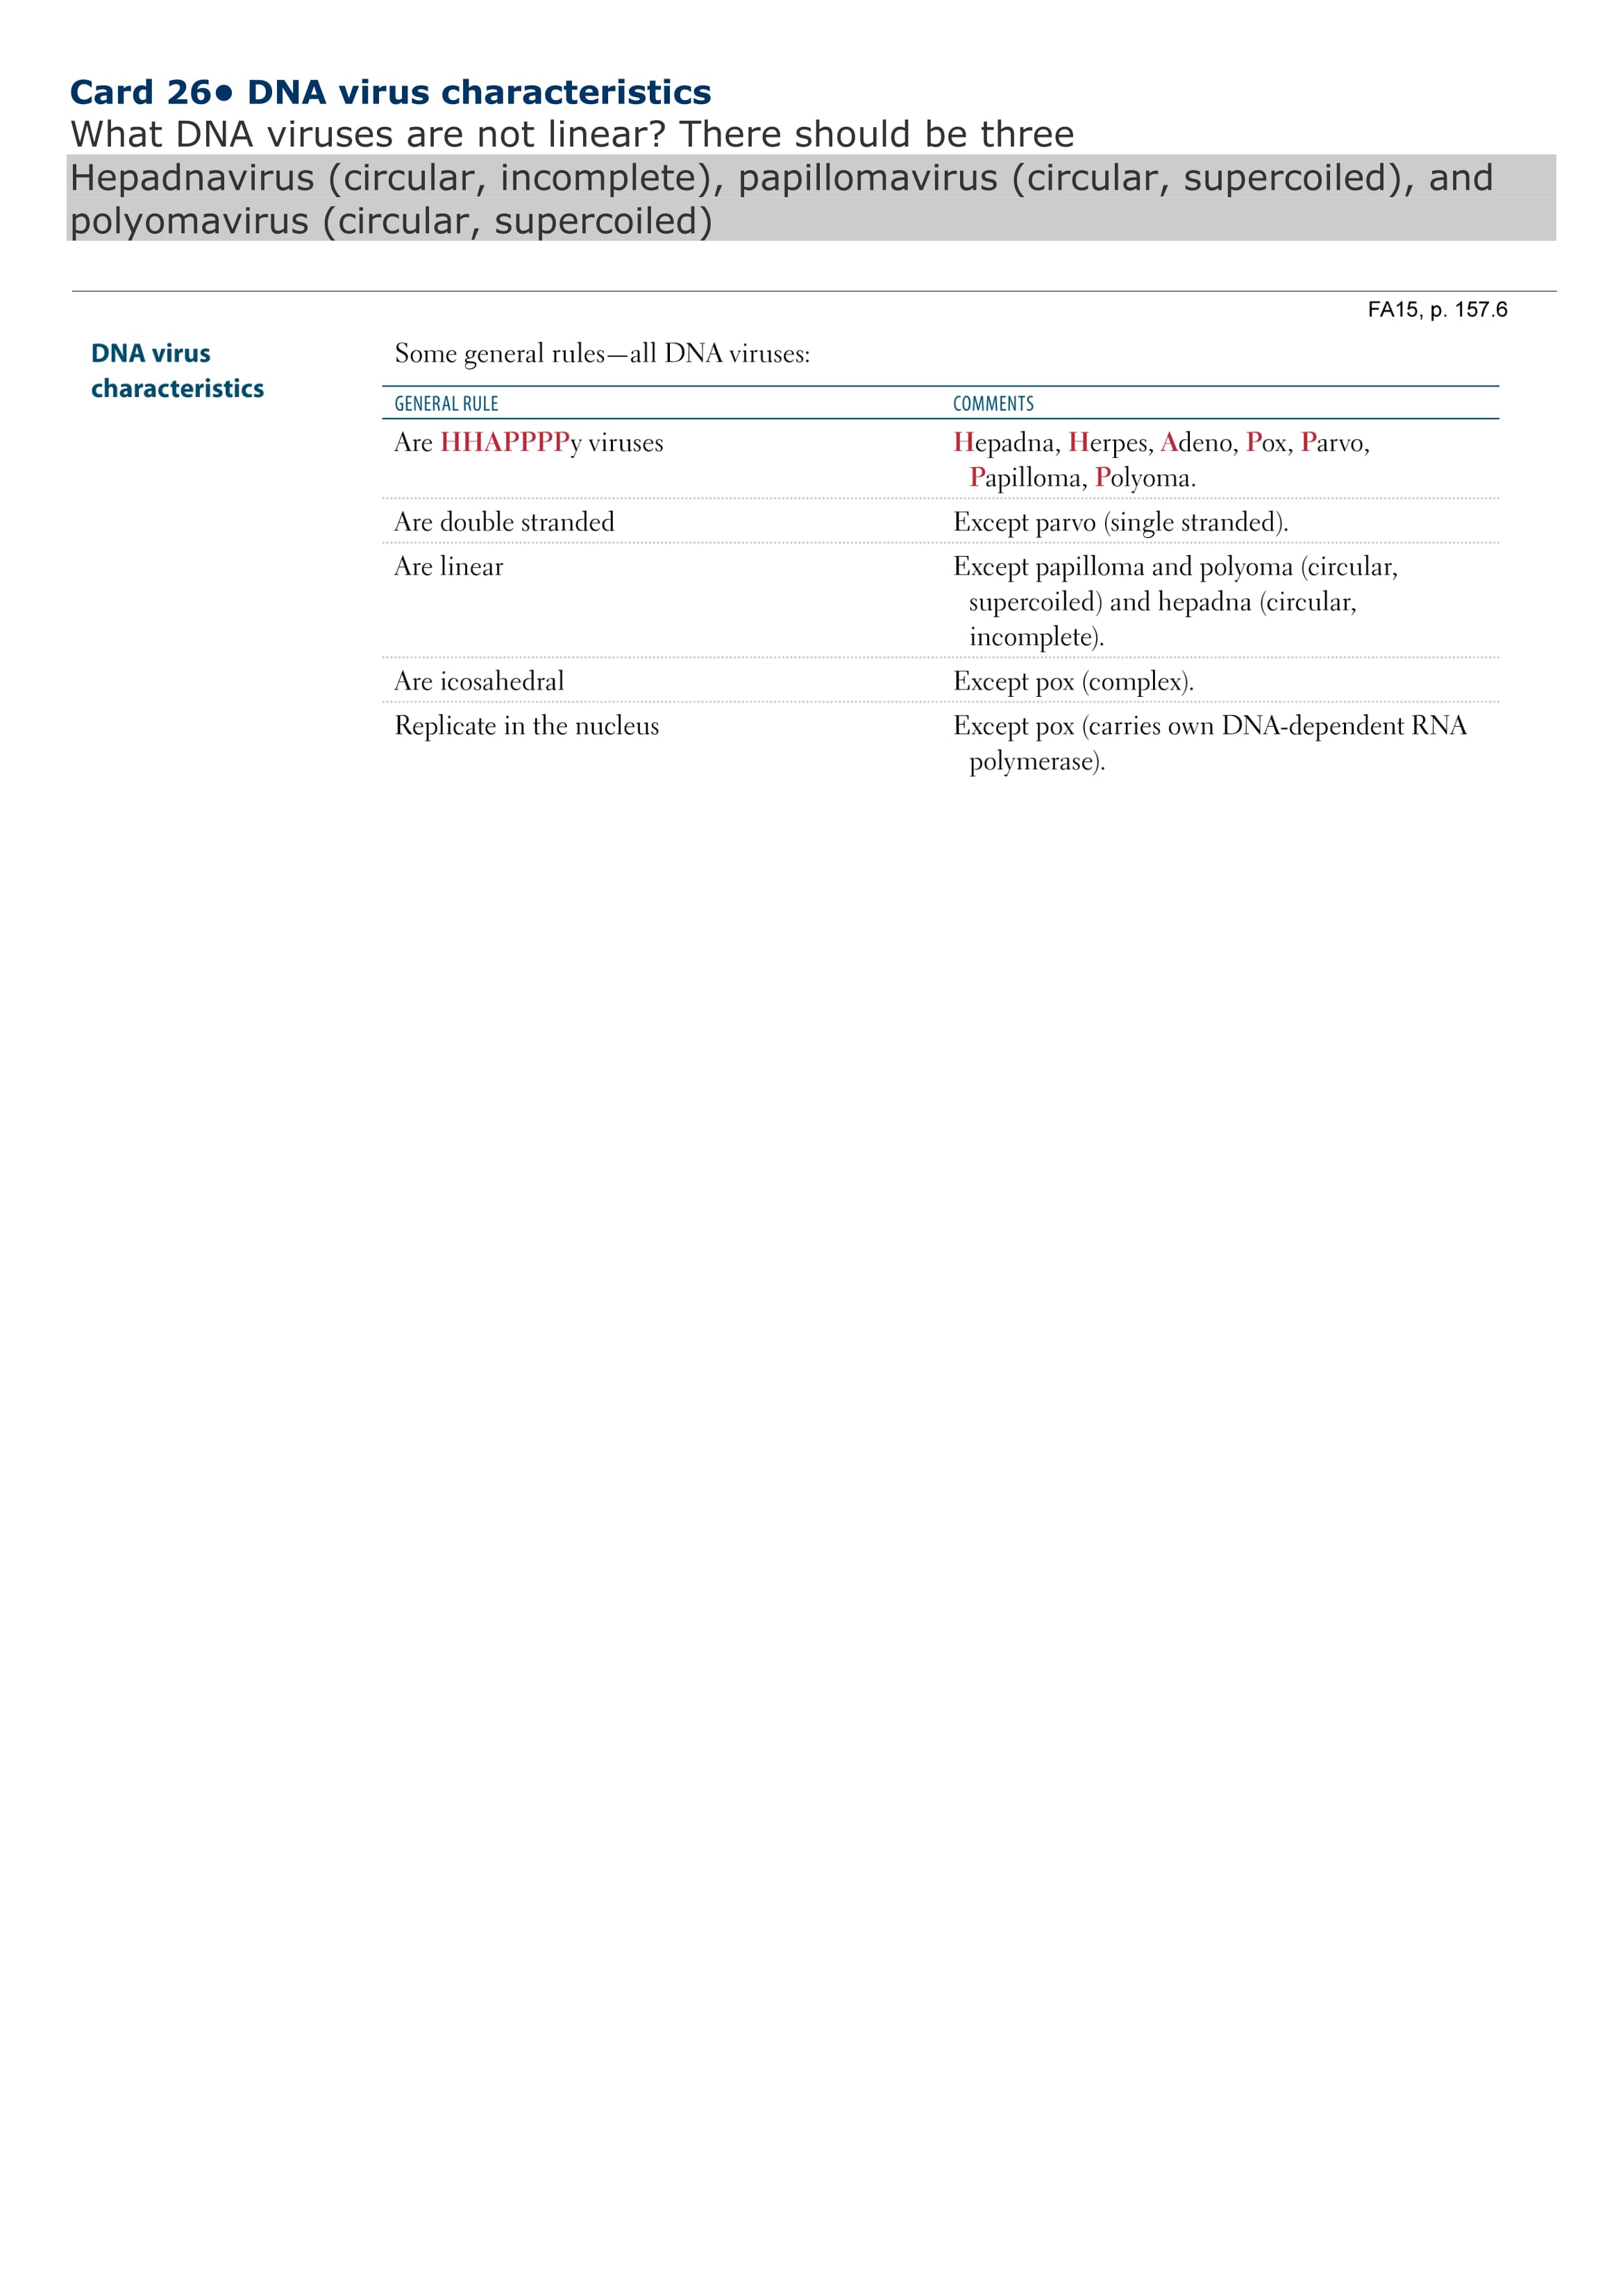 Card 26• DNA virus characteristics
What DNA viruses are not linear? There should be three
Hepadnavirus (circular, incomplete), papillomavirus (circular, supercoiled), and
polyomavirus (circular, supercoiled)
FA15, p. 157.6
DNA virus
characteristics
Some general rules—all DNA viruses:
GENERAL RULE COMMENTS
Are HHAPPPPy viruses Hepadna, Herpes, Adeno, Pox, Parvo,
Papilloma, Polyoma.
Are double stranded Except parvo (single stranded).
Are linear Except papilloma and polyoma (circular,
supercoiled) and hepadna (circular,
incomplete).
Are icosahedral Except pox (complex).
Replicate in the nucleus Except pox (carries own DNA-dependent RNA
polymerase).